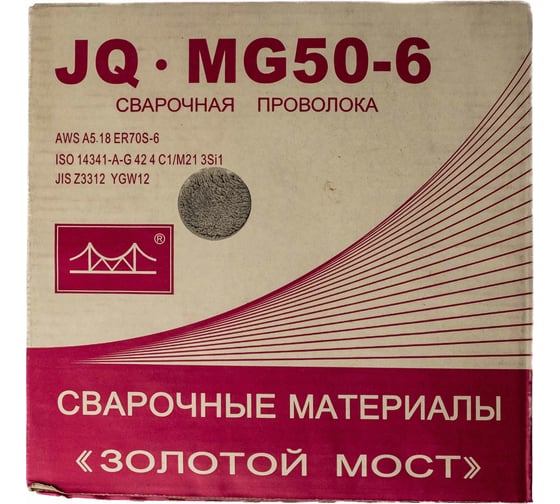 JQ · MG50-6
СВАРОЧНАЯ ПРОВОЛОКА
AWS A5.18 ER70S-6
ISO 14341-A-G 42 4 C1/M21 3Si1
JIS Z3312 YGW12
®
СВАРОЧНЫЕ МАТЕРИАЛЫ
«ЗОЛОТОЙ МОСТ»